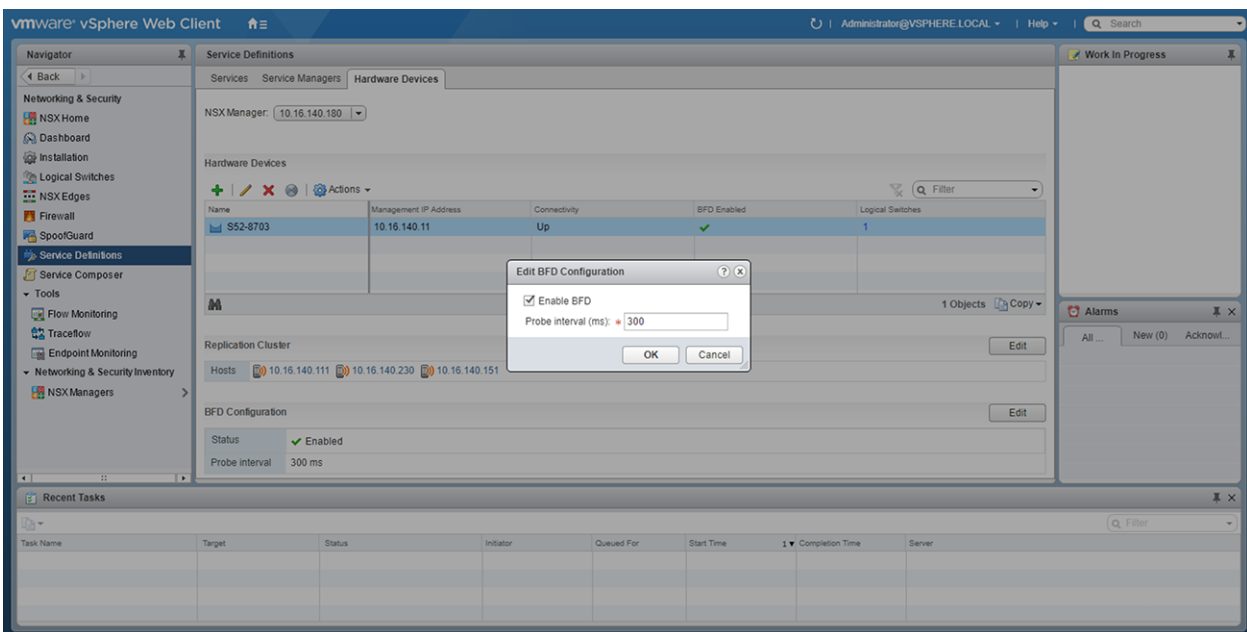 vmware® vSphere Web Client
Administrator@VSPHERE.LOCAL | Help | Search
Navigator
Back
Networking & Security
NSX Home
Dashboard
Installation
Logical Switches
NSX Edges
Firewall
SpoofGuard
Service Definitions
Service Composer
Tools
Flow Monitoring
Traceflow
Endpoint Monitoring
Networking & Security Inventory
NSX Managers
Service Definitions
Services Service Managers Hardware Devices
NSX Manager: 10.16.140.180
Hardware Devices
Actions Filter
Name Management IP Address Connectivity BFD Enabled Logical Switches
S52-8703 10.16.140.11 Up 1
1 Objects Copy
Edit BFD Configuration
Enable BFD
Probe interval (ms): * 300
OK Cancel
Replication Cluster Edit
Hosts 10.16.140.111 10.16.140.230 10.16.140.151
BFD Configuration Edit
Status Enabled
Probe interval 300 ms
Work In Progress
Alarms
All ... New (0) Acknowl...
Recent Tasks
Filter
Task Name Target Status Initiator Queued For Start Time 1 Completion Time Server